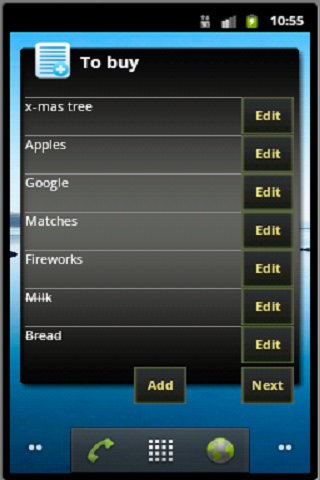 10:55
To buy
x-mas tree
Edit
Apples
Edit
Google
Edit
Matches
Edit
Fireworks
Edit
Milk
Edit
Bread
Edit
Add
Next